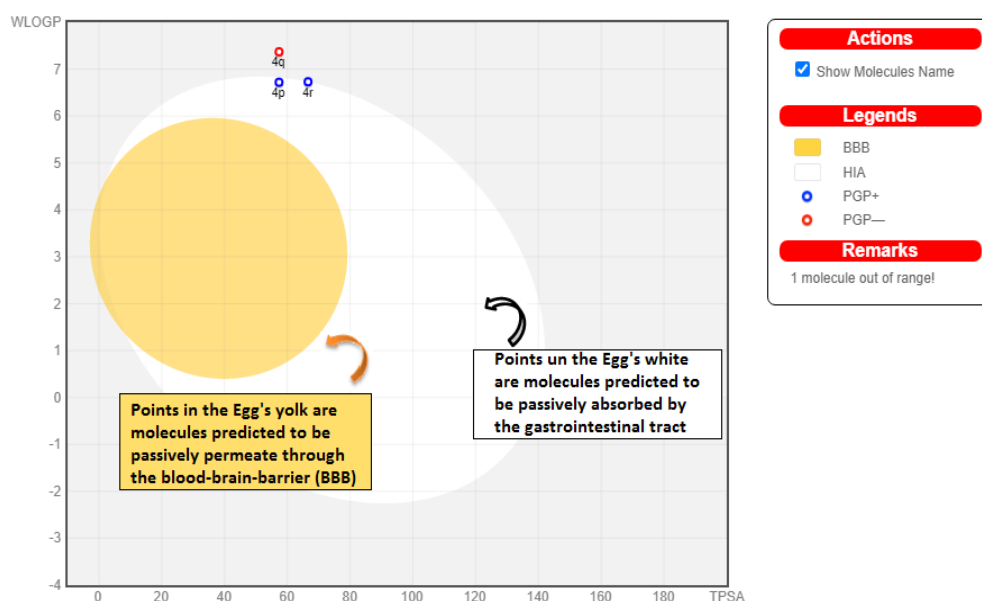 WLOGP
7
6
5
4
3
2
1
0
-1
-2
-3
-4
0 20 40 60 80 100 120 140 160 180 TPSA
4q
4p 4r
Points in the Egg's yolk are
molecules predicted to be
passively permeate through
the blood-brain-barrier (BBB)
Points un the Egg's white
are molecules predicted to
be passively absorbed by
the gastrointestinal tract
Actions
Show Molecules Name
Legends
BBB
HIA
PGP+
PGP—
Remarks
1 molecule out of range!